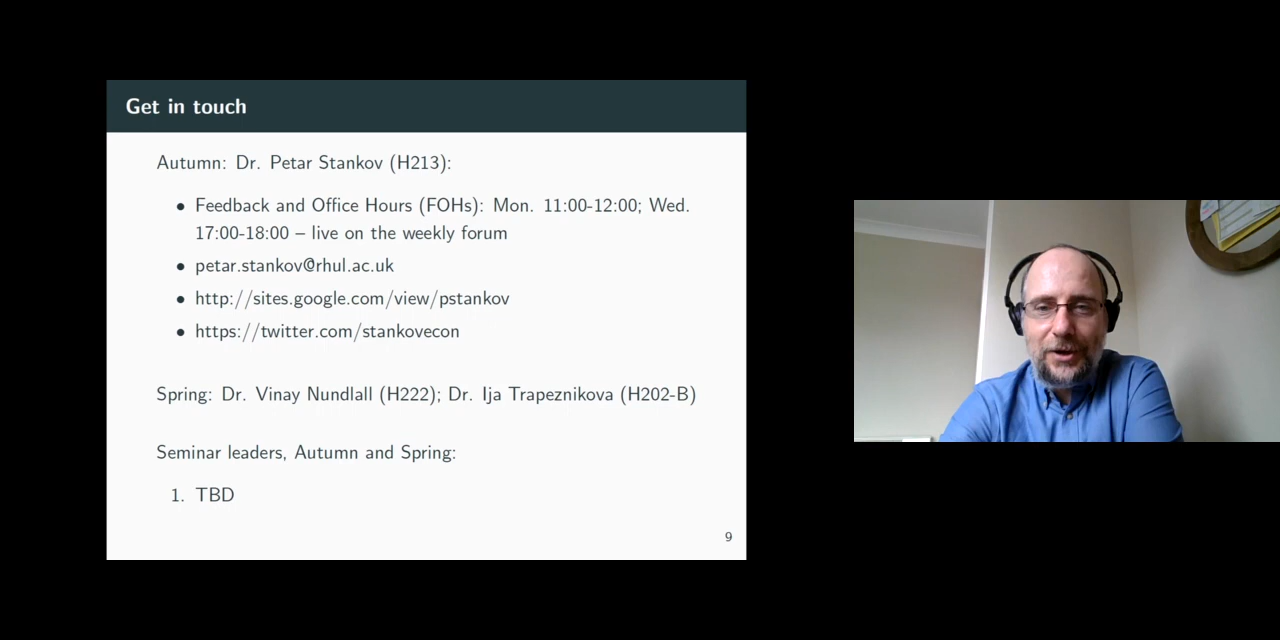 Get in touch
Autumn: Dr. Petar Stankov (H213):
• Feedback and Office Hours (FOHs): Mon. 11:00-12:00; Wed.
17:00-18:00 – live on the weekly forum
• petar.stankov@rhul.ac.uk
• http://sites.google.com/view/pstankov
• https://twitter.com/stankovecon
Spring: Dr. Vinay Nundlall (H222); Dr. Ija Trapeznikova (H202-B)
Seminar leaders, Autumn and Spring:
1. TBD
9